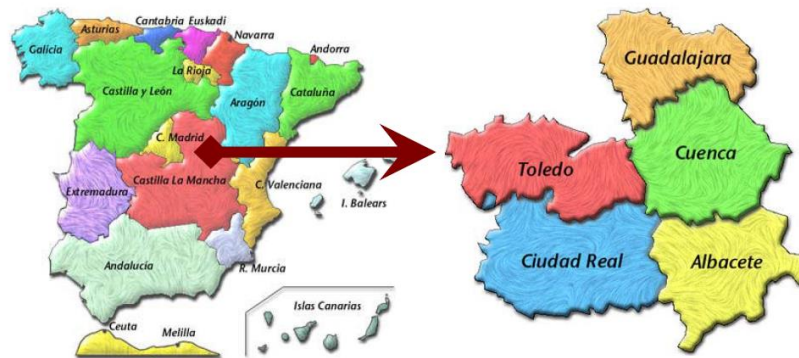 Galicia
Asturias
Cantabria
Euskadi
Navarra
Andorra
La Rioja
Castilla y León
Aragón
Cataluña
C. Madrid
Extremadura
Castilla La Mancha
C. Valenciana
I. Balears
Andalucía
R. Murcia
Islas Canarias
Ceuta
Melilla
Guadalajara
Toledo
Cuenca
Ciudad Real
Albacete